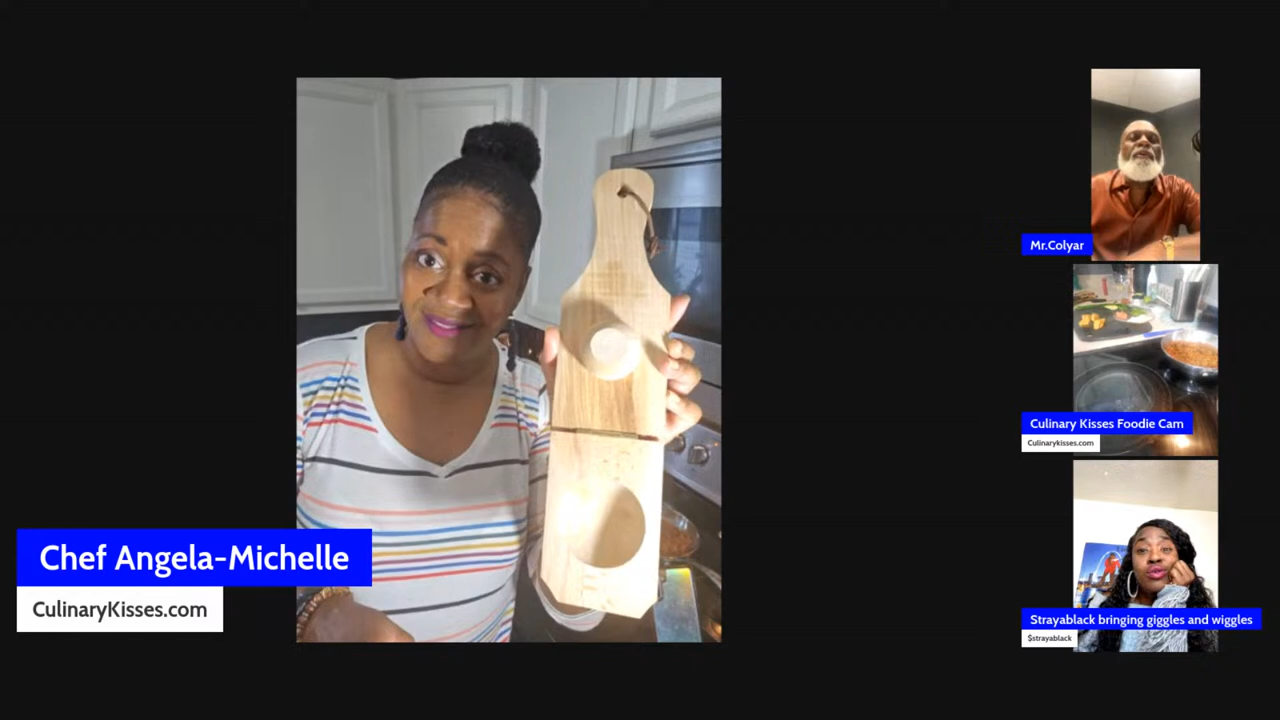 Chef Angela-Michelle
CulinaryKisses.com
Mr.Colyar
Culinary Kisses Foodie Cam
Culinarykisses.com
Strayablack bringing giggles and wiggles
$strayablack